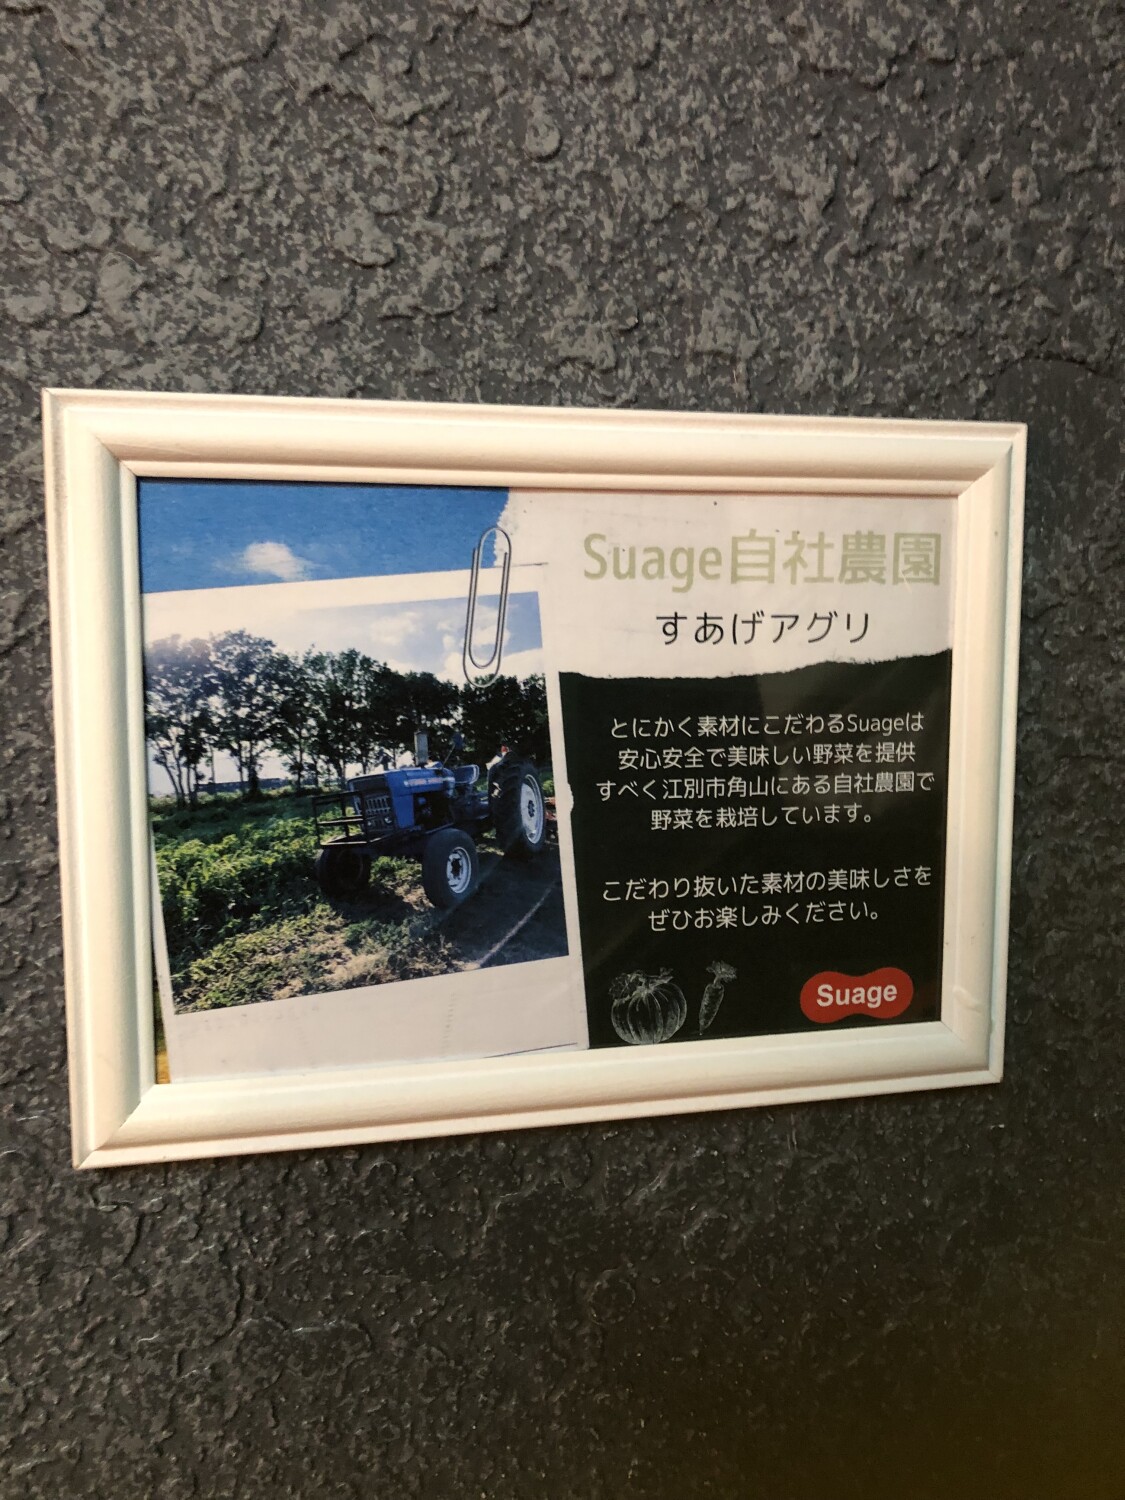 Suage自社農園
すあげアグリ
とにかく素材にこだわるSuageは
安心安全で美味しい野菜を提供
すべく江別市角山にある自社農園で
野菜を栽培しています。
こだわり抜いた素材の美味しさを
ぜひお楽しみください。
Suage